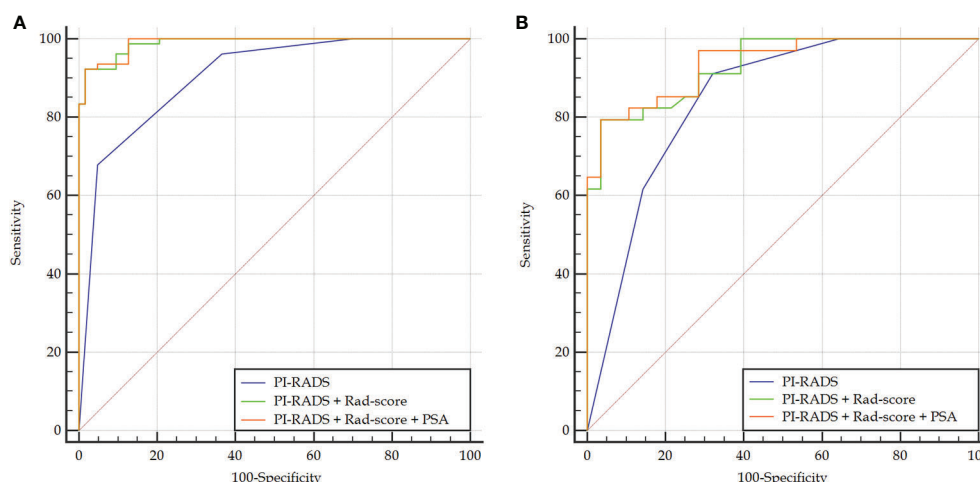 A
100
80
60
40
20
0
Sensitivity
PI-RADS
PI-RADS + Rad-score
PI-RADS + Rad-score + PSA
0 20 40 60 80 100
100-Specificity
B
100
80
60
40
20
0
Sensitivity
PI-RADS
PI-RADS + Rad-score
PI-RADS + Rad-score + PSA
0 20 40 60 80 100
100-Specificity